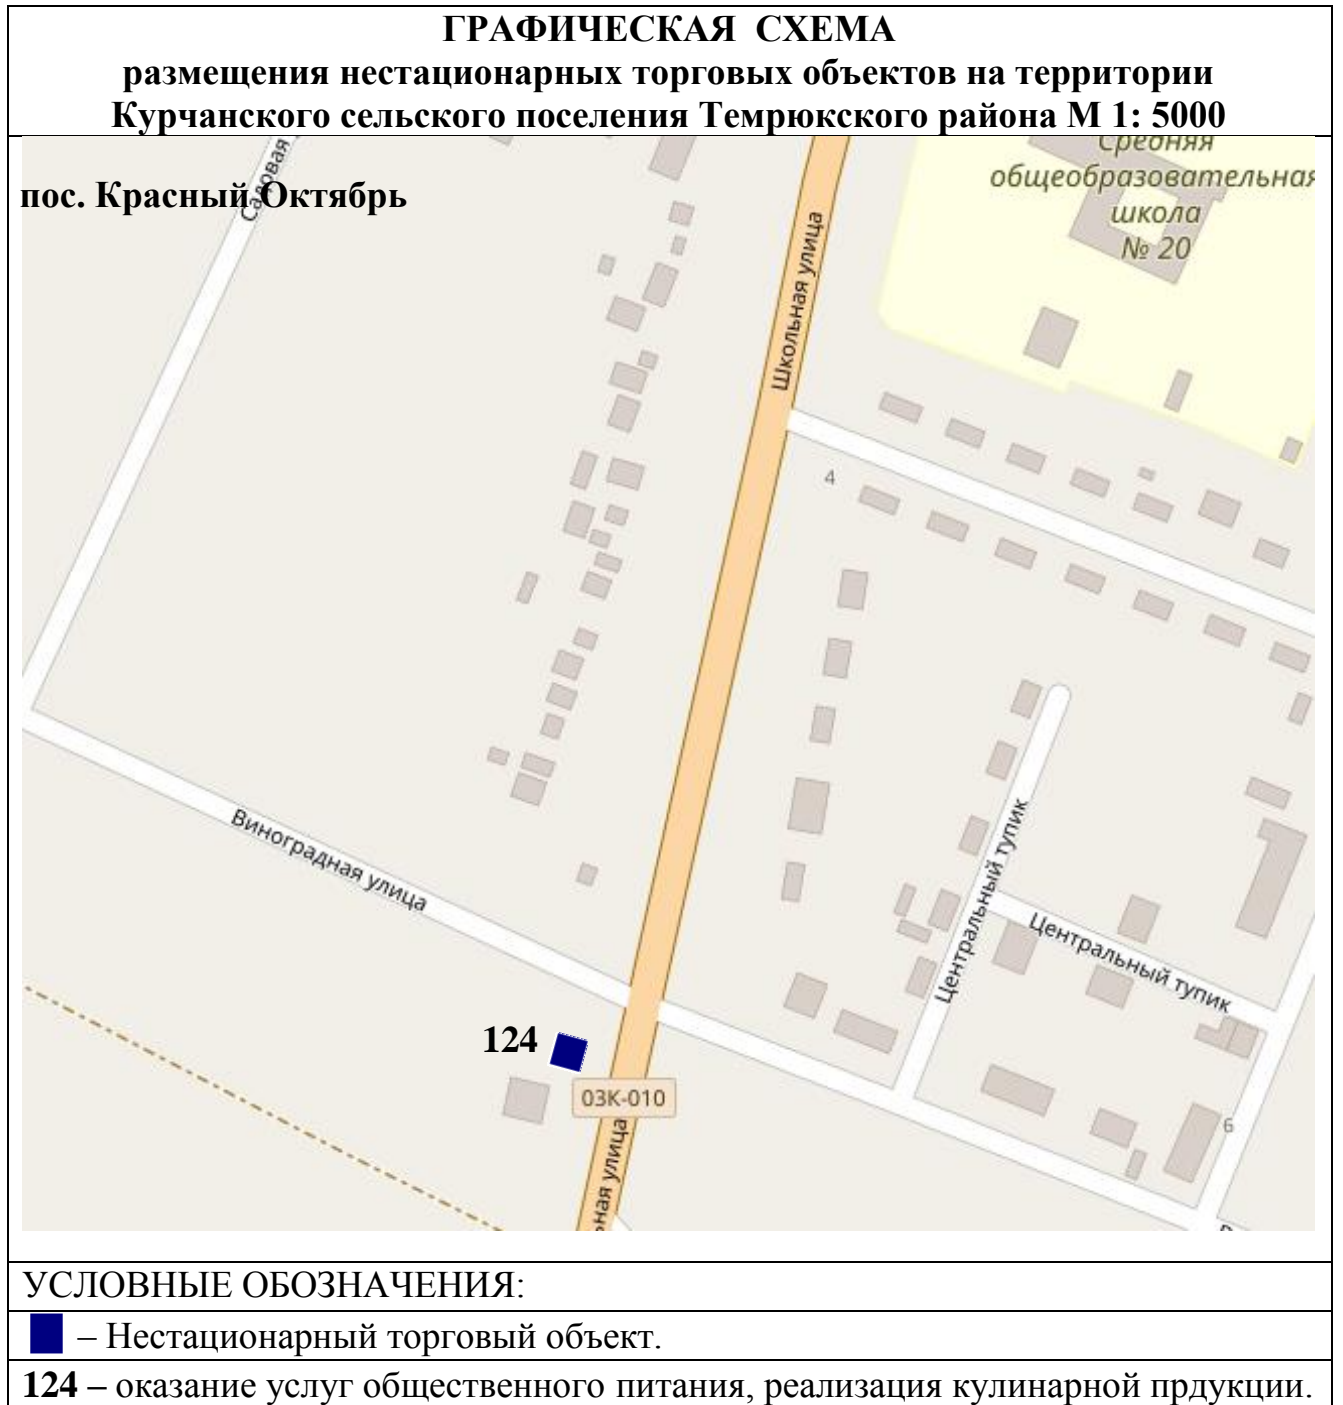 ГРАФИЧЕСКАЯ СХЕМА
размещения нестационарных торговых объектов на территории
Курчанского сельского поселения Темрюкского района М 1: 5000
Средняя
общеобразовательная
школа
№ 20
пос. Красный Октябрь
Садовая
Школьная улица
4
Виноградная улица
Центральный тупик
Центральный тупик
124
03К-010
ьная улица
6
УСЛОВНЫЕ ОБОЗНАЧЕНИЯ:
– Нестационарный торговый объект.
124 – оказание услуг общественного питания, реализация кулинарной прдукции.